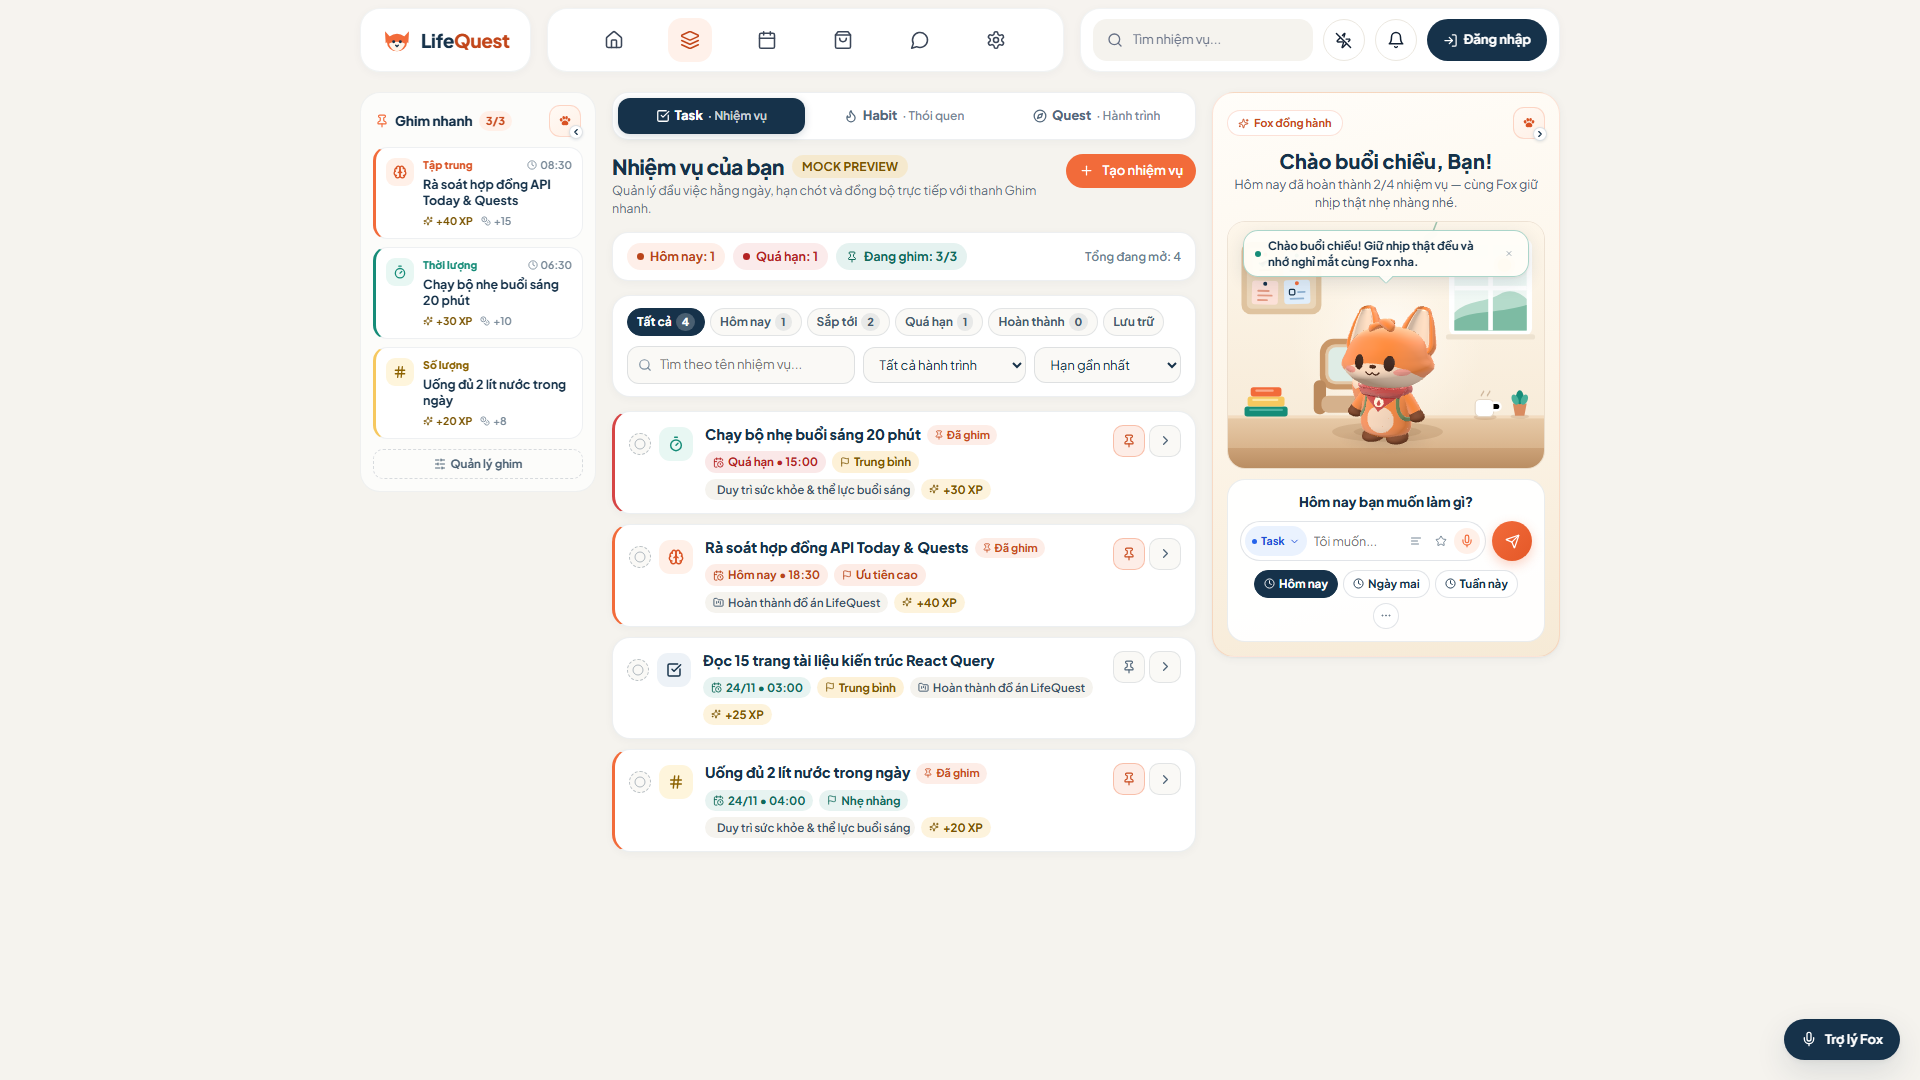 LifeQuest
Tìm nhiệm vụ...
Đăng nhập
Ghim nhanh 3/3
Tập trung 08:30
Rà soát hợp đồng API
Today & Quests
+40 XP +15
Thời lượng 06:30
Chạy bộ nhẹ buổi sáng
20 phút
+30 XP +10
Số lượng
Uống đủ 2 lít nước trong
ngày
+20 XP +8
Quản lý ghim
Task · Nhiệm vụ
Habit · Thói quen
Quest · Hành trình
Nhiệm vụ của bạn MOCK PREVIEW
Quản lý đầu việc hằng ngày, hạn chót và đồng bộ trực tiếp với thanh Ghim
nhanh.
Tạo nhiệm vụ
Hôm nay: 1 Quá hạn: 1 Đang ghim: 3/3 Tổng đang mở: 4
Tất cả 4 Hôm nay 1 Sắp tới 2 Quá hạn 1 Hoàn thành 0 Lưu trữ
Tìm theo tên nhiệm vụ... Tất cả hành trình Hạn gần nhất
Chạy bộ nhẹ buổi sáng 20 phút Đã ghim
Quá hạn • 15:00 Trung bình
Duy trì sức khỏe & thể lực buổi sáng +30 XP
Rà soát hợp đồng API Today & Quests Đã ghim
Hôm nay • 18:30 Ưu tiên cao
Hoàn thành đồ án LifeQuest +40 XP
Đọc 15 trang tài liệu kiến trúc React Query
24/11 • 03:00 Trung bình Hoàn thành đồ án LifeQuest
+25 XP
Uống đủ 2 lít nước trong ngày Đã ghim
24/11 • 04:00 Nhẹ nhàng
Duy trì sức khỏe & thể lực buổi sáng +20 XP
Fox đồng hành
Chào buổi chiều, Bạn!
Hôm nay đã hoàn thành 2/4 nhiệm vụ — cùng Fox giữ
nhịp thật nhẹ nhàng nhé.
Chào buổi chiều! Giữ nhịp thật đều và
nhớ nghỉ mắt cùng Fox nha.
Hôm nay bạn muốn làm gì?
Task Tôi muốn...
Hôm nay Ngày mai Tuần này
Trợ lý Fox